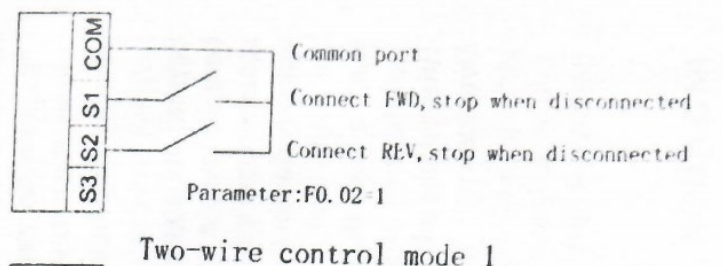 COM
Common port
S1
Connect FWD, stop when disconnected
S2
Connect REV, stop when disconnected
S3
Parameter:F0.02=1
Two-wire control mode 1